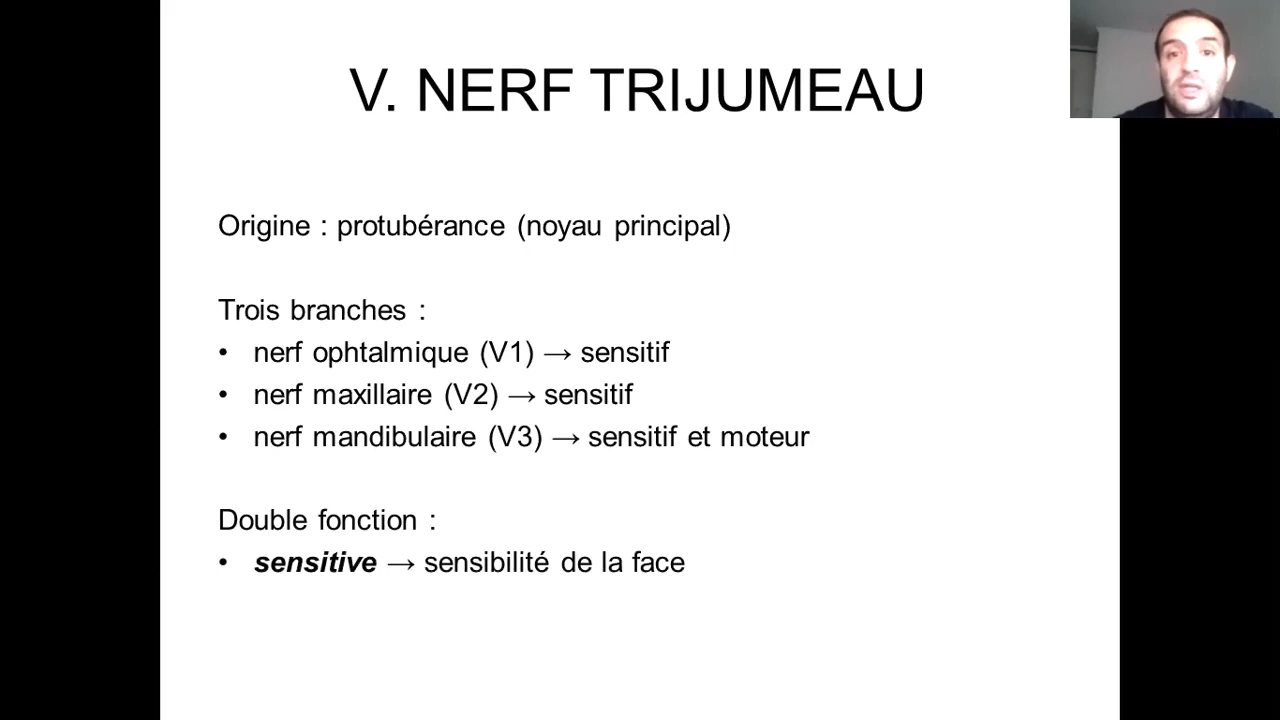 V. NERF TRIJUMEAU
Origine : protubérance (noyau principal)
Trois branches :
• nerf ophtalmique (V1) → sensitif
• nerf maxillaire (V2) → sensitif
• nerf mandibulaire (V3) → sensitif et moteur
Double fonction :
• sensitive → sensibilité de la face